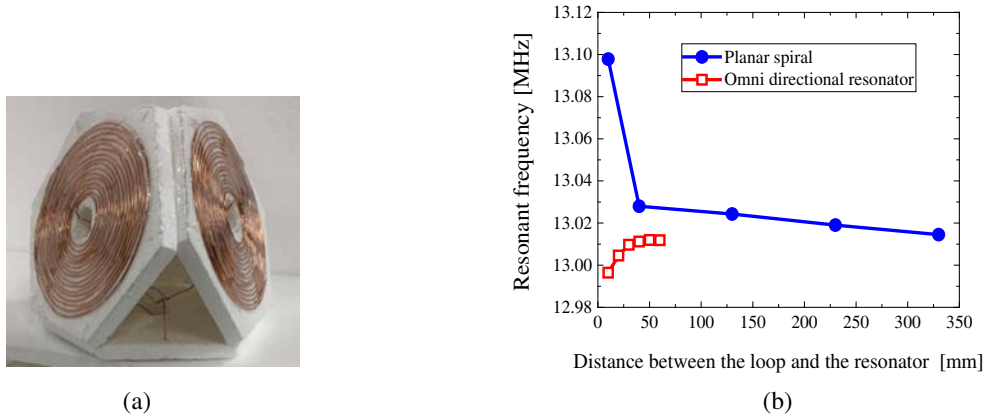 13.12
13.10
13.08
13.06
13.04
13.02
13.00
12.98
Resonant frequency [MHz]
Planar spiral
Omni directional resonator
0 50 100 150 200 250 300 350
Distance between the loop and the resonator [mm]
(a) (b)